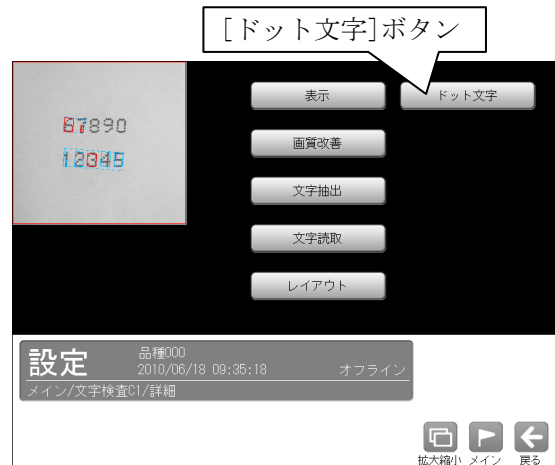 [ドット文字]ボタン
67890
12345
表示
ドット文字
画質改善
文字抽出
文字読取
レイアウト
設定
品種000
2010/06/18 09:35:18
オフライン
メイン/文字検査C1/詳細
拡大縮小
メイン
戻る